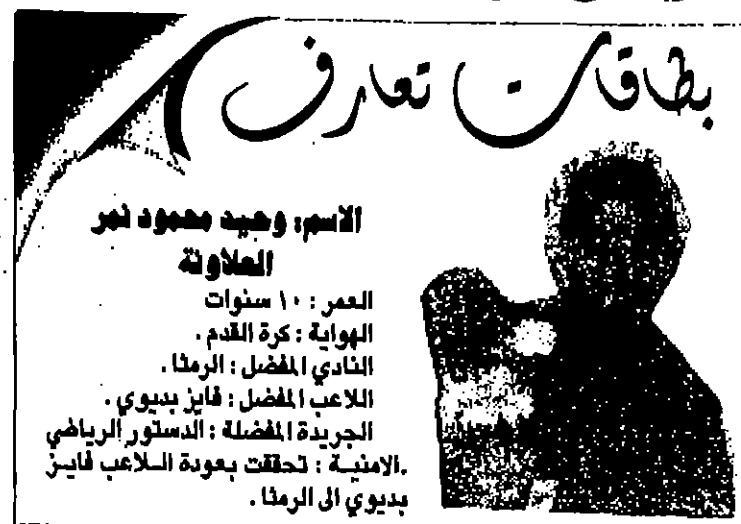 بطاقات تعارف
الاسم: وحيد محمود نمر
العلاونة
العمر : ١٠ سنوات
الهواية : كرة القدم .
النادي المفضل : الرمثا .
اللاعب المفضل : فايز بديوي .
الجريدة المفضلة : الدستور الرياضي
.الامنية : تحققت بعودة اللاعب فايز
بديوي الى الرمثا .